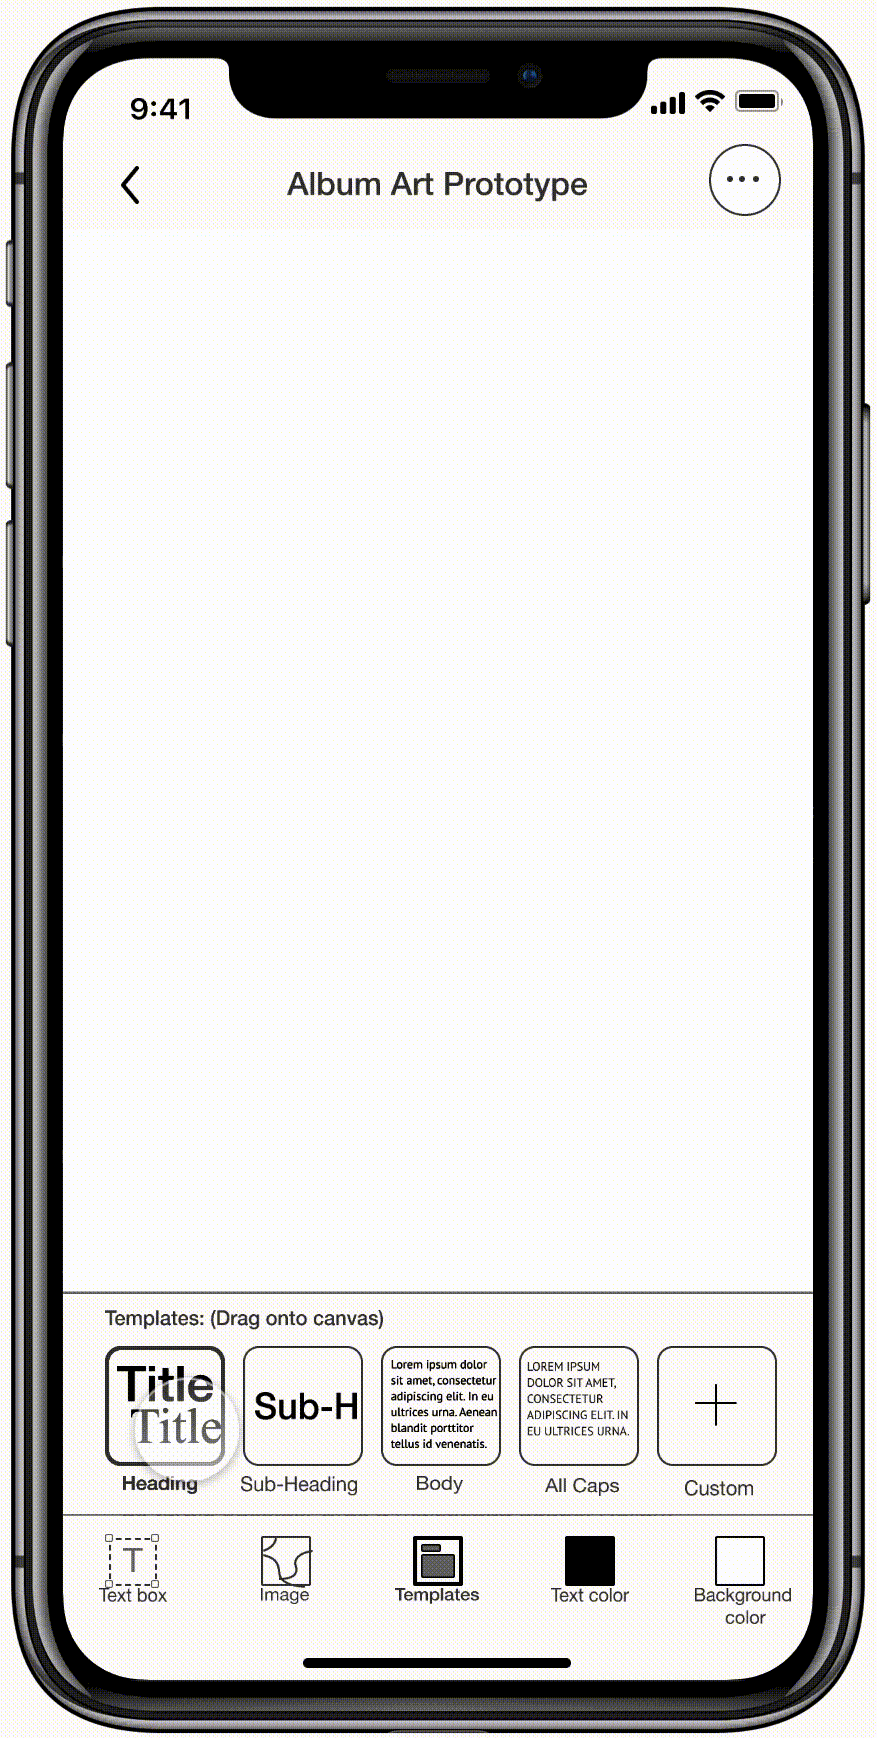 9:41
Album Art Prototype
Templates: (Drag onto canvas)
Title
Title
Heading
Sub-H
Sub-Heading
Lorem ipsum dolor
sit amet, consectetur
adipiscing elit. In eu
ultrices urna. Aenean
blandit porttitor
tellus id venenatis.
Body
LOREM IPSUM
DOLOR SIT AMET,
CONSECTETUR
ADIPISCING ELIT. IN
EU ULTRICES URNA.
All Caps
Custom
T
Text box
Image
Templates
Text color
Background
color